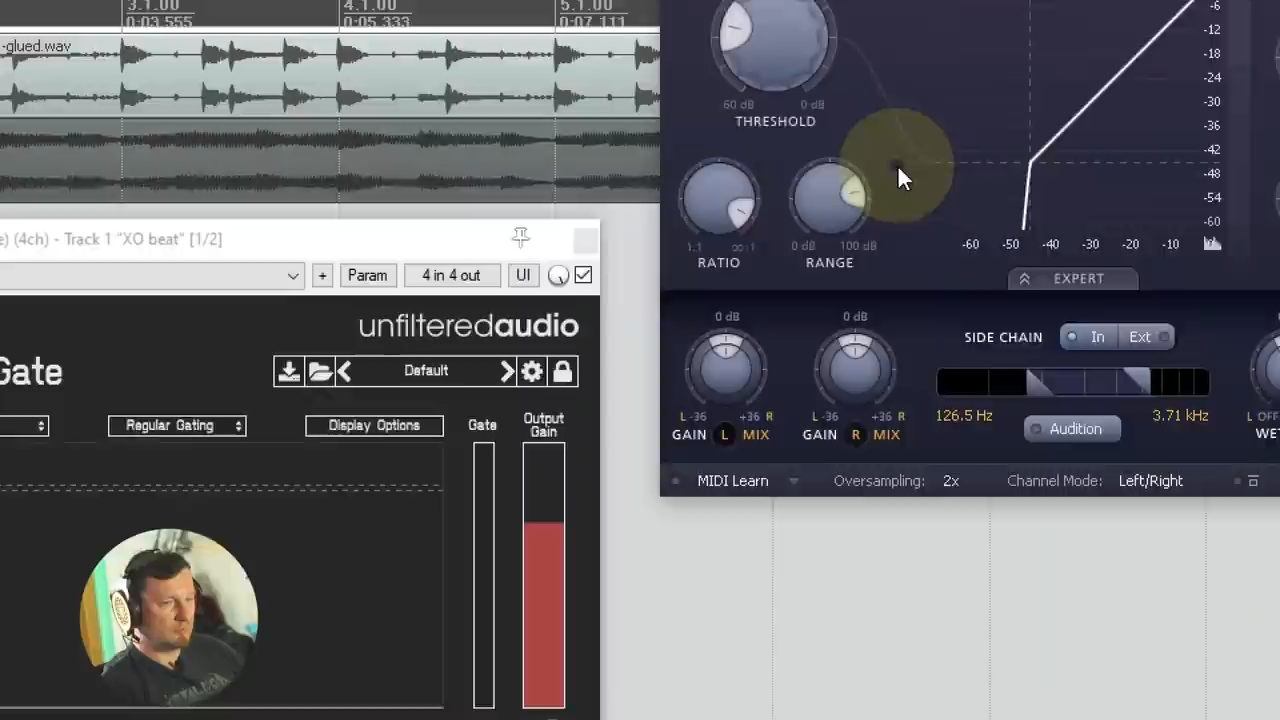 3.1.00
0:03.555
4.1.00
0:05.333
5.1.00
0:07.111
-glued.wav
e) (4ch) - Track 1 "XO beat" [1/2]
+
Param
4 in 4 out
UI
unfilteredaudio
Gate
Default
Regular Gating
Display Options
Gate
Output
Gain
60 dB
0 dB
THRESHOLD
1:1
∞:1
RATIO
0 dB
100 dB
RANGE
-6
-12
-18
-24
-30
-36
-42
-48
-54
-60
-60
-50
-40
-30
-20
-10
EXPERT
0 dB
L -36
+36 R
GAIN L MIX
0 dB
L -36
+36 R
GAIN R MIX
SIDE CHAIN
In
Ext
126.5 Hz
3.71 kHz
Audition
L OFF
WET
MIDI Learn
Oversampling: 2x
Channel Mode: Left/Right